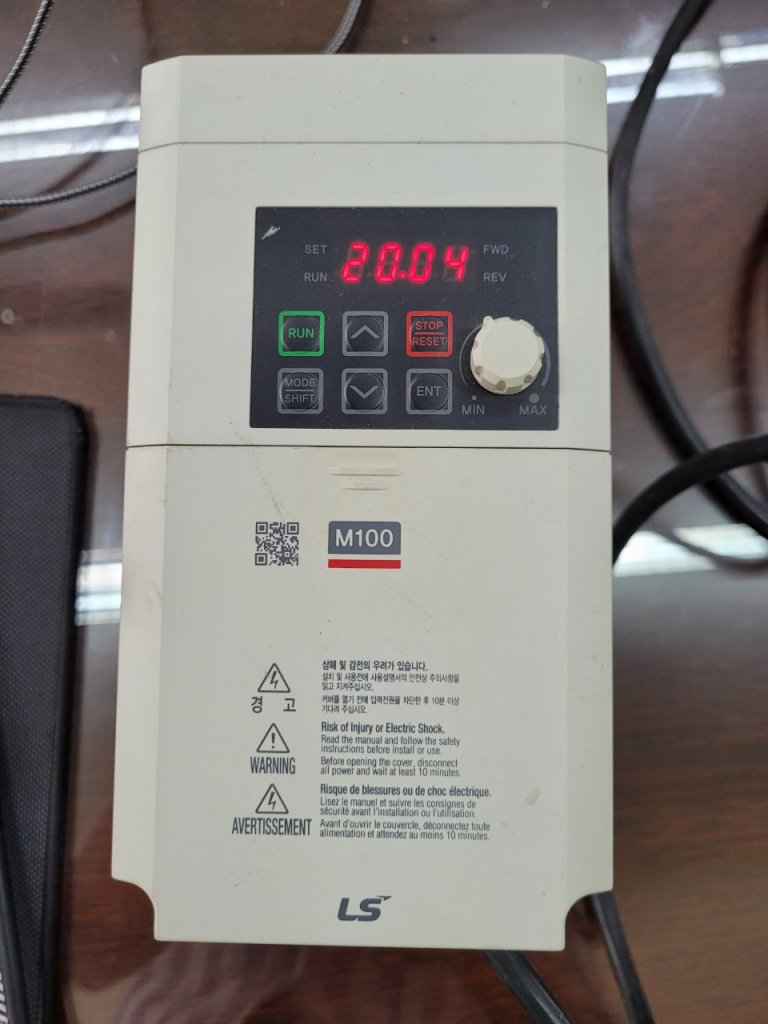 SET 20.04 FWD
RUN REV
RUN STOP
RESET
MODE
SHIFT ENT
MIN MAX
M100
상해 및 감전의 우려가 있습니다.
설치 및 사용전에 사용설명서의 안전상 주의사항을
읽고 지켜주십시오.
경 고
커버를 열기 전에 입력전원을 차단한 후 10분 이상
기다려 주십시오.
Risk of Injury or Electric Shock.
Read the manual and follow the safety
instructions before install or use.
WARNING
Before opening the cover, disconnect
all power and wait at least 10 minutes.
Risque de blessures ou de choc électrique.
Lisez le manuel et suivre les consignes de
sécurité avant l'installation ou l'utilisation.
AVERTISSEMENT
Avant d'ouvrir le couvercle, déconnectez toute
alimentation et attendez au moins 10 minutes.
LS